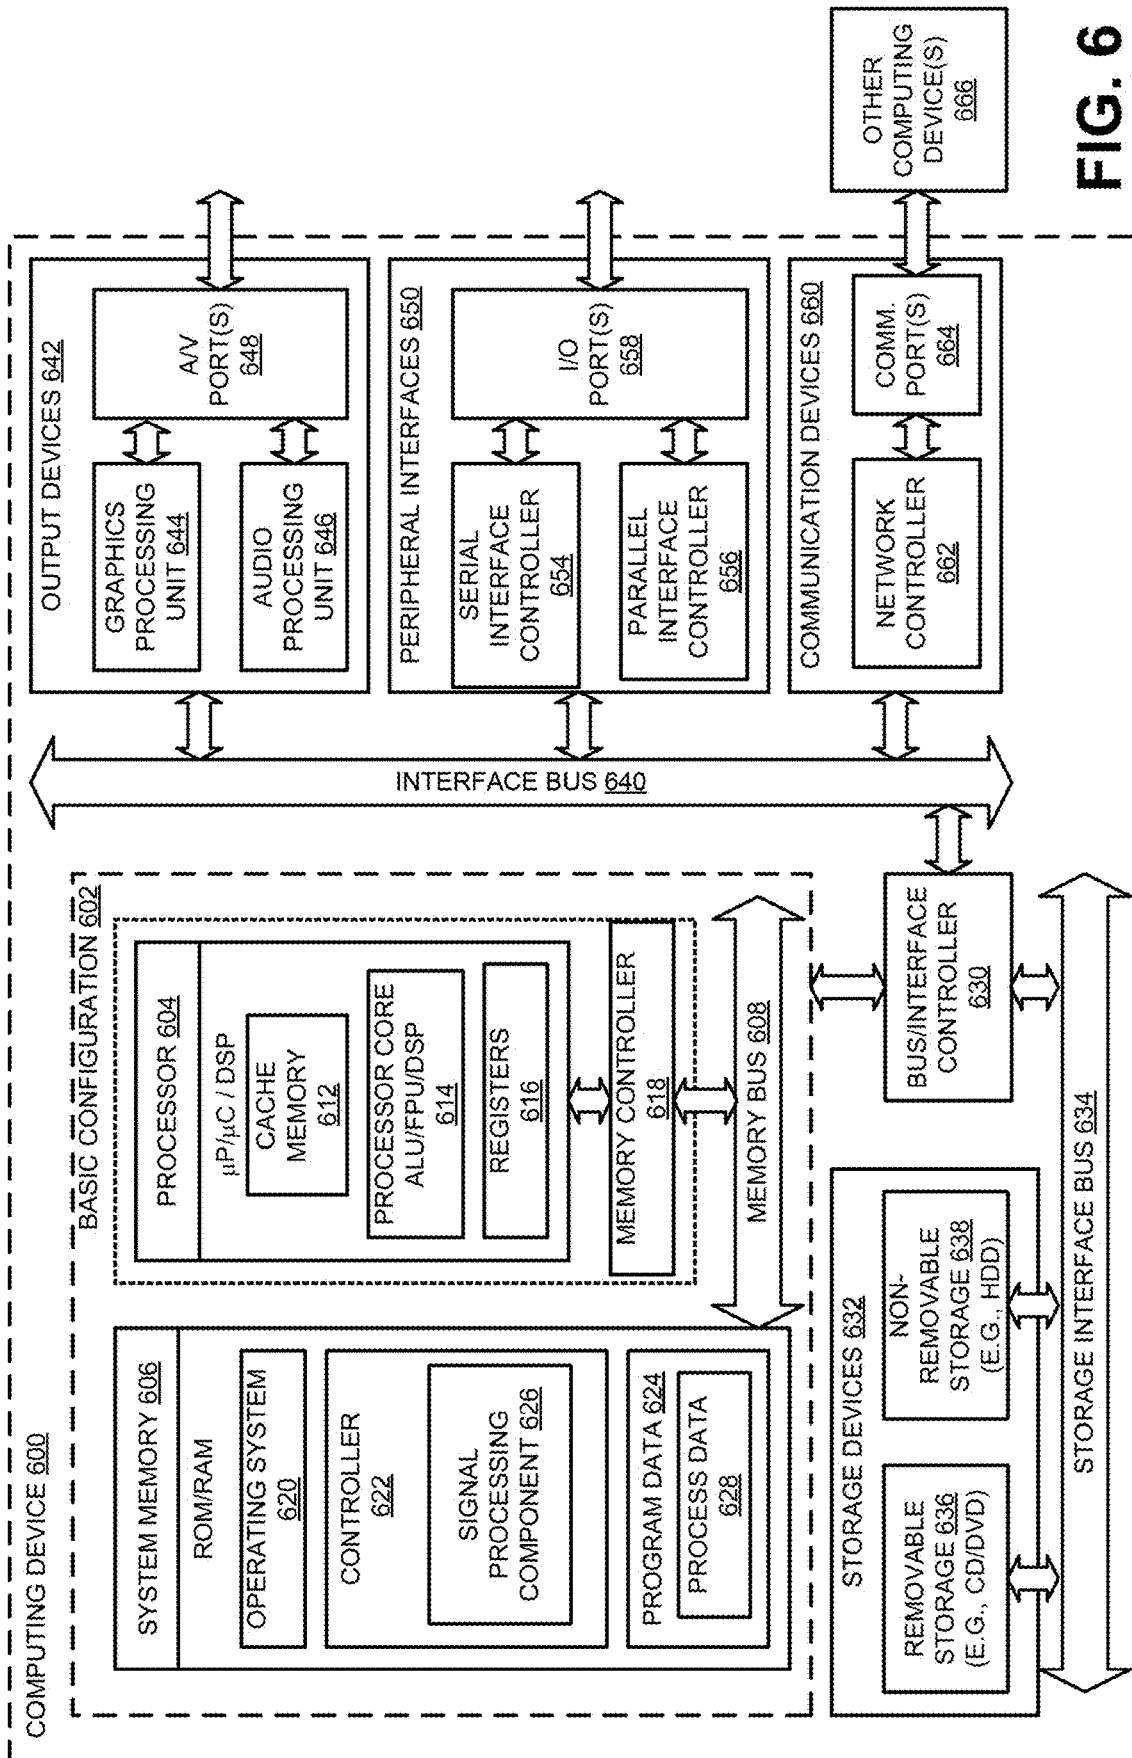 COMPUTING DEVICE 600
BASIC CONFIGURATION 602
SYSTEM MEMORY 606
ROM/RAM
OPERATING SYSTEM
620
CONTROLLER
622
SIGNAL
PROCESSING
COMPONENT 626
PROGRAM DATA 624
PROCESS DATA
628
PROCESSOR 604
µP/µC / DSP
CACHE
MEMORY
612
PROCESSOR CORE
ALU/FPU/DSP
614
REGISTERS
616
MEMORY CONTROLLER
618
MEMORY BUS 608
STORAGE DEVICES 632
REMOVABLE
STORAGE 636
(E.G., CD/DVD)
NON-
REMOVABLE
STORAGE 638
(E.G., HDD)
BUS/INTERFACE
CONTROLLER
630
STORAGE INTERFACE BUS 634
INTERFACE BUS 640
OUTPUT DEVICES 642
GRAPHICS
PROCESSING
UNIT 644
AUDIO
PROCESSING
UNIT 646
A/V
PORT(S)
648
PERIPHERAL INTERFACES 650
SERIAL
INTERFACE
CONTROLLER
654
PARALLEL
INTERFACE
CONTROLLER
656
I/O
PORT(S)
658
COMMUNICATION DEVICES 660
NETWORK
CONTROLLER
662
COMM.
PORT(S)
664
OTHER
COMPUTING
DEVICE(S)
666
FIG. 6